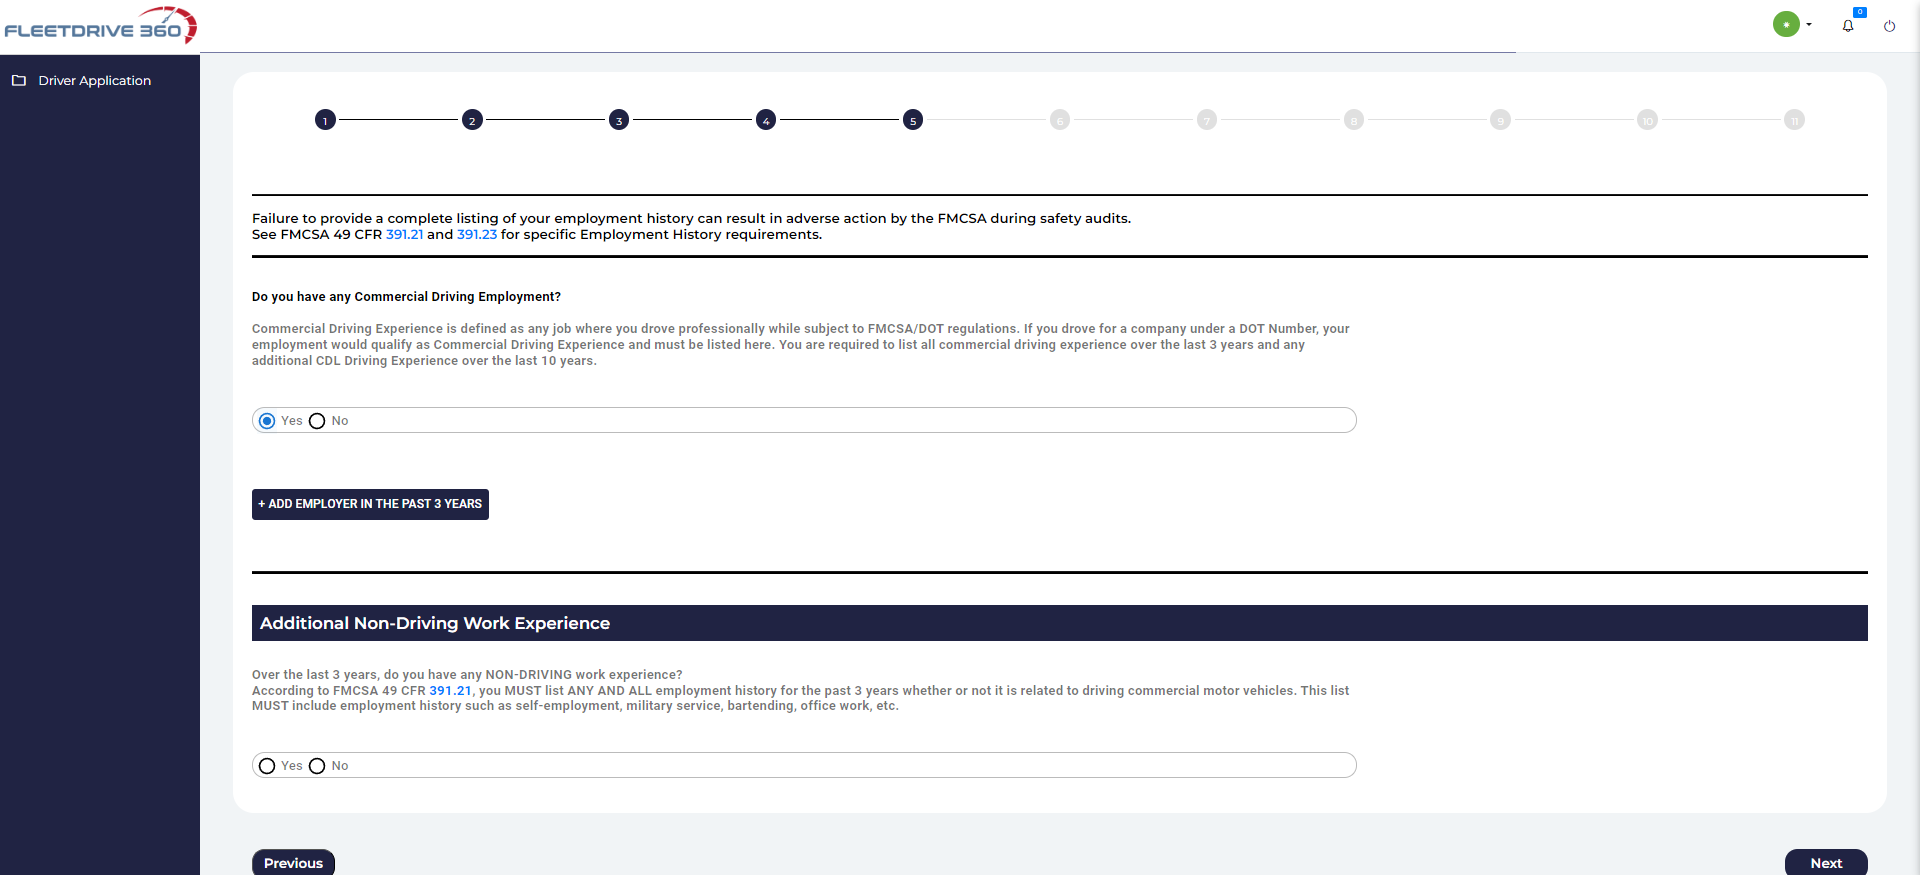 FLEETDRIVE 360
0
Driver Application
1 2 3 4 5 6 7 8 9 10 11
Failure to provide a complete listing of your employment history can result in adverse action by the FMCSA during safety audits.
See FMCSA 49 CFR 391.21 and 391.23 for specific Employment History requirements.
Do you have any Commercial Driving Employment?
Commercial Driving Experience is defined as any job where you drove professionally while subject to FMCSA/DOT regulations. If you drove for a company under a DOT Number, your
employment would qualify as Commercial Driving Experience and must be listed here. You are required to list all commercial driving experience over the last 3 years and any
additional CDL Driving Experience over the last 10 years.
Yes No
+ ADD EMPLOYER IN THE PAST 3 YEARS
Additional Non-Driving Work Experience
Over the last 3 years, do you have any NON-DRIVING work experience?
According to FMCSA 49 CFR 391.21, you MUST list ANY AND ALL employment history for the past 3 years whether or not it is related to driving commercial motor vehicles. This list
MUST include employment history such as self-employment, military service, bartending, office work, etc.
Yes No
Previous Next